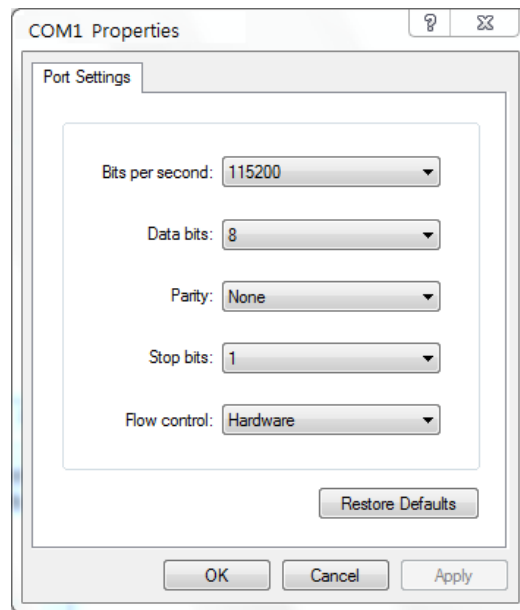 COM1 Properties
Port Settings
Bits per second: 115200
Data bits: 8
Parity: None
Stop bits: 1
Flow control: Hardware
Restore Defaults
OK Cancel Apply